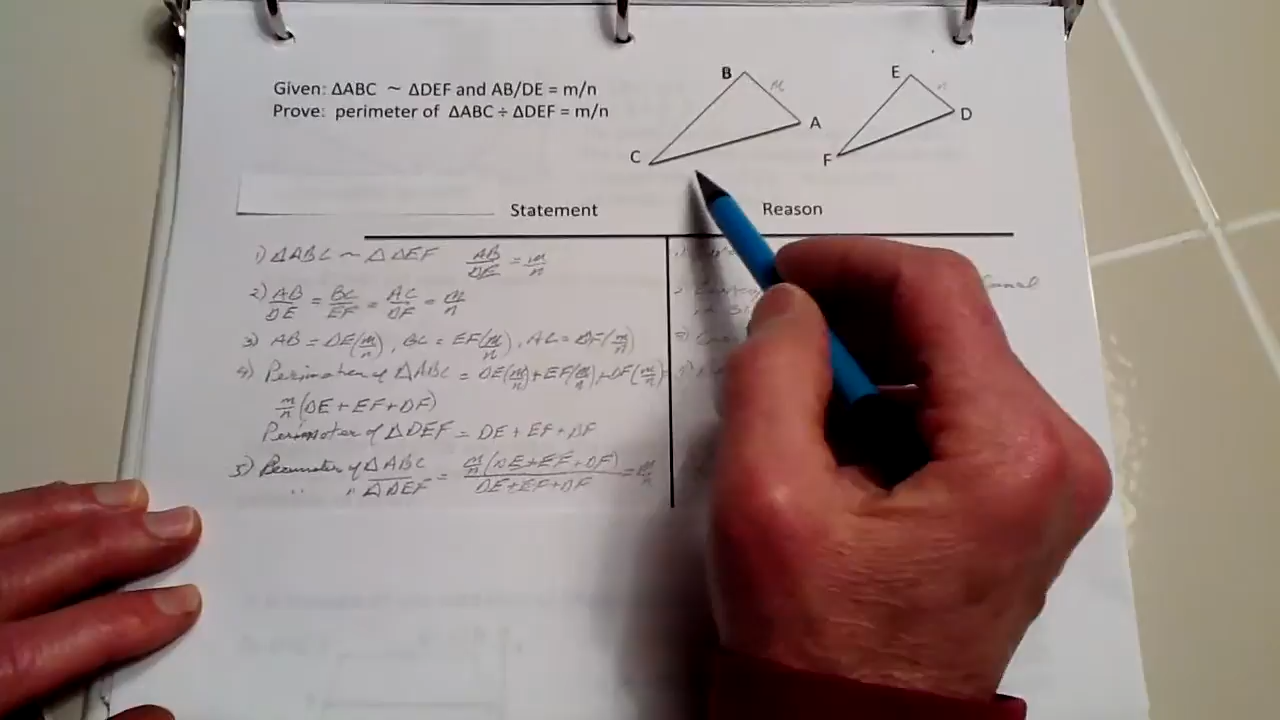 Given: ΔABC ~ ΔDEF and AB/DE = m/n
Prove: perimeter of ΔABC ÷ ΔDEF = m/n
B
M
A
C
E
n
D
F
Statement
Reason
1) ΔABC ~ ΔDEF AB/DE = m/n
2) AB/DE = BC/EF = AC/DF = m/n
3) AB = DE(m/n), BC = EF(m/n), AC = DF(m/n)
4) Perimeter of ΔABC = DE(m/n) + EF(m/n) + DF(m/n) =
m/n (DE + EF + DF)
Perimeter of ΔDEF = DE + EF + DF
5) Perimeter of ΔABC / " " ΔDEF = m/n (DE + EF + DF) / DE + EF + DF = m/n